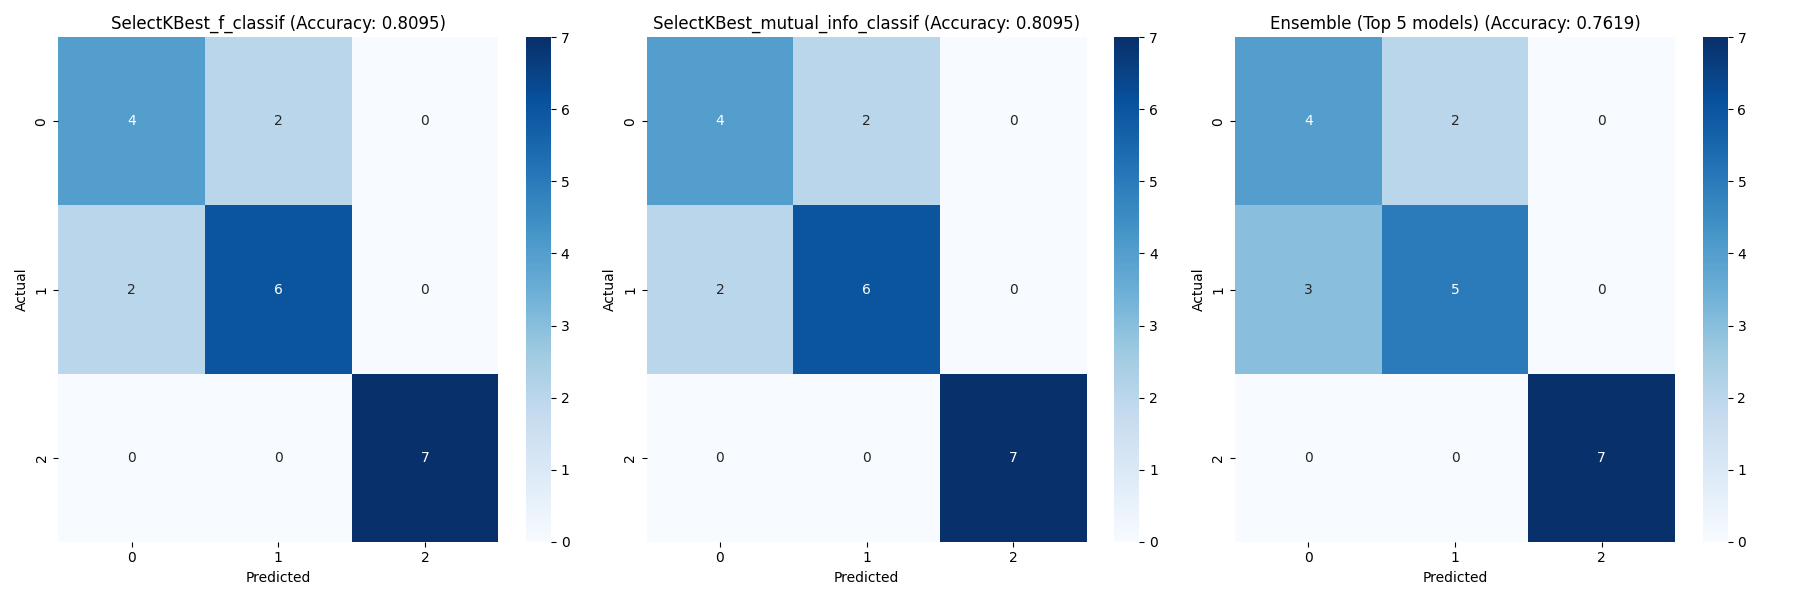 SelectKBest_f_classif (Accuracy: 0.8095)
0
4 2 0
1
2 6 0
2
0 0 7
0 1 2
Predicted
Actual
7
6
5
4
3
2
1
0
SelectKBest_mutual_info_classif (Accuracy: 0.8095)
0
4 2 0
1
2 6 0
2
0 0 7
0 1 2
Predicted
Actual
7
6
5
4
3
2
1
0
Ensemble (Top 5 models) (Accuracy: 0.7619)
0
4 2 0
1
3 5 0
2
0 0 7
0 1 2
Predicted
Actual
7
6
5
4
3
2
1
0